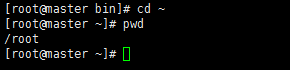 [root@master bin]# cd ~
[root@master ~]# pwd
/root
[root@master ~]#